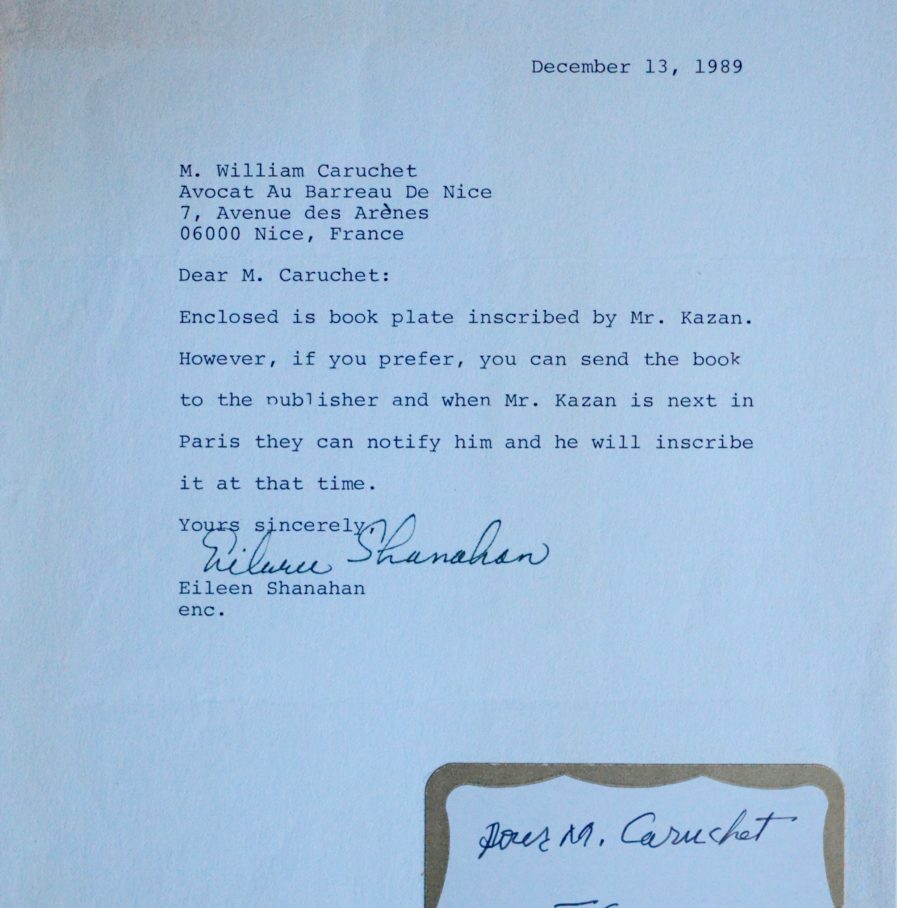 December 13, 1989
M. William Caruchet
Avocat Au Barreau De Nice
7, Avenue des Arènes
06000 Nice, France
Dear M. Caruchet:
Enclosed is book plate inscribed by Mr. Kazan.
However, if you prefer, you can send the book
to the publisher and when Mr. Kazan is next in
Paris they can notify him and he will inscribe
it at that time.
Yours sincerely,
Eileen Shanahan
Eileen Shanahan
enc.
pour M. Caruchet